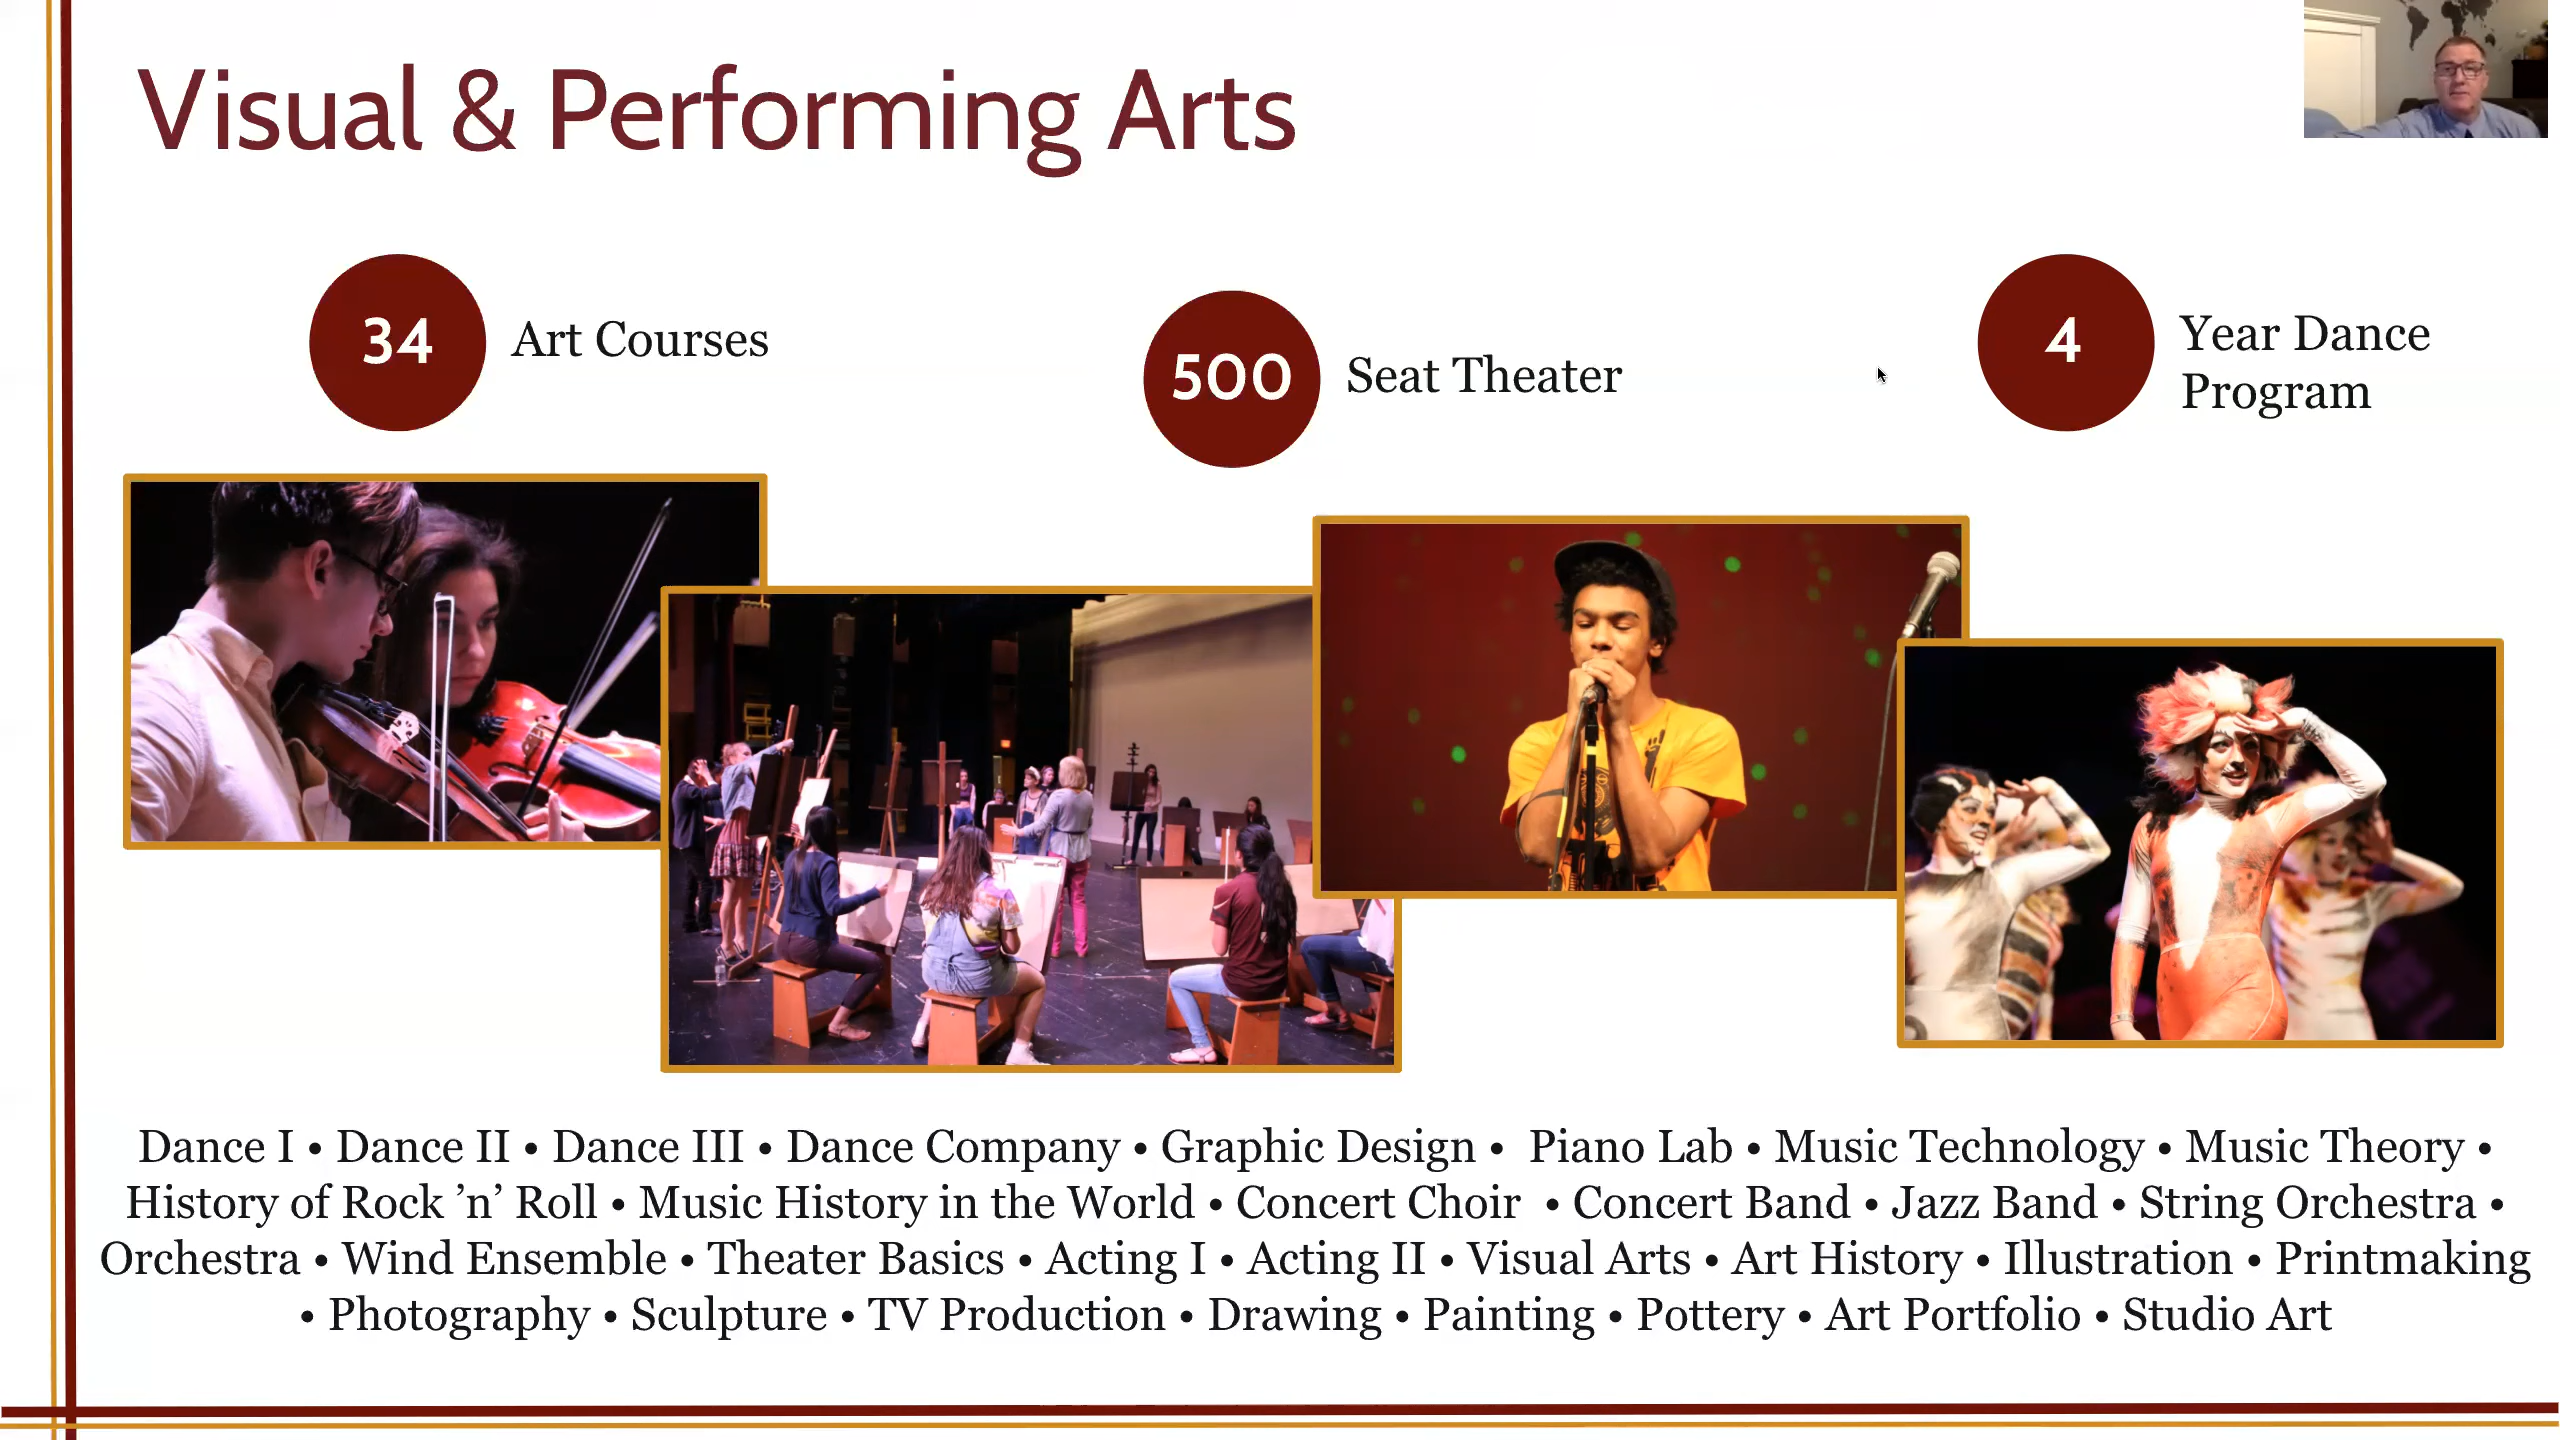 Visual & Performing Arts
34 Art Courses
500 Seat Theater
4 Year Dance
Program
Dance I • Dance II • Dance III • Dance Company • Graphic Design • Piano Lab • Music Technology • Music Theory •
History of Rock ’n’ Roll • Music History in the World • Concert Choir • Concert Band • Jazz Band • String Orchestra •
Orchestra • Wind Ensemble • Theater Basics • Acting I • Acting II • Visual Arts • Art History • Illustration • Printmaking
• Photography • Sculpture • TV Production • Drawing • Painting • Pottery • Art Portfolio • Studio Art